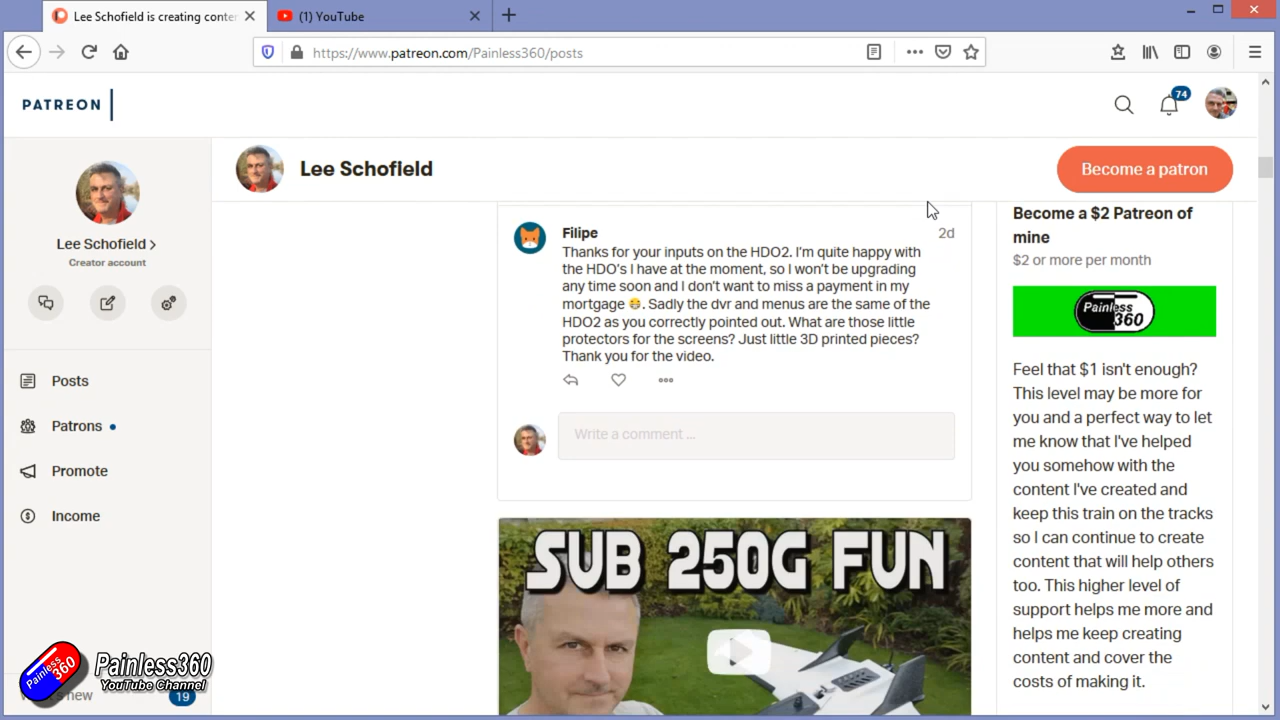 Lee Schofield is creating conte
(1) YouTube
https://www.patreon.com/Painless360/posts
PATREON
74
Lee Schofield
Become a patron
Lee Schofield
Creator account
Posts
Patrons
Promote
Income
19
Filipe
2d
Thanks for your inputs on the HDO2. I'm quite happy with
the HDO's I have at the moment, so I won't be upgrading
any time soon and I don't want to miss a payment in my
mortgage 😷. Sadly the dvr and menus are the same of the
HDO2 as you correctly pointed out. What are those little
protectors for the screens? Just little 3D printed pieces?
Thank you for the video.
Write a comment ...
SUB 250G FUN
Become a $2 Patreon of
mine
$2 or more per month
Painless
360
Feel that $1 isn't enough?
This level may be more for
you and a perfect way to let
me know that I've helped
you somehow with the
content I've created and
keep this train on the tracks
so I can continue to create
content that will help others
too. This higher level of
support helps me more and
helps me keep creating
content and cover the
costs of making it.
Painless
360
Painless360
YouTube Channel